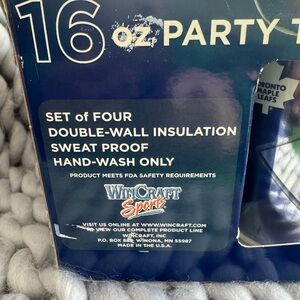 16 oz PARTY T
TORONTO
MAPLE
LEAFS
SET of FOUR
DOUBLE-WALL INSULATION
SWEAT PROOF
HAND-WASH ONLY
PRODUCT MEETS FDA SAFETY REQUIREMENTS
WINCRAFT
Sports
VISIT US ONLINE AT WWW.WINCRAFT.COM
TO VIEW OUR COMPLETE PRODUCT LINE
WINCRAFT, INC
P.O. BOX 888 WINONA, MN 55987
MADE IN THE U.S.A.